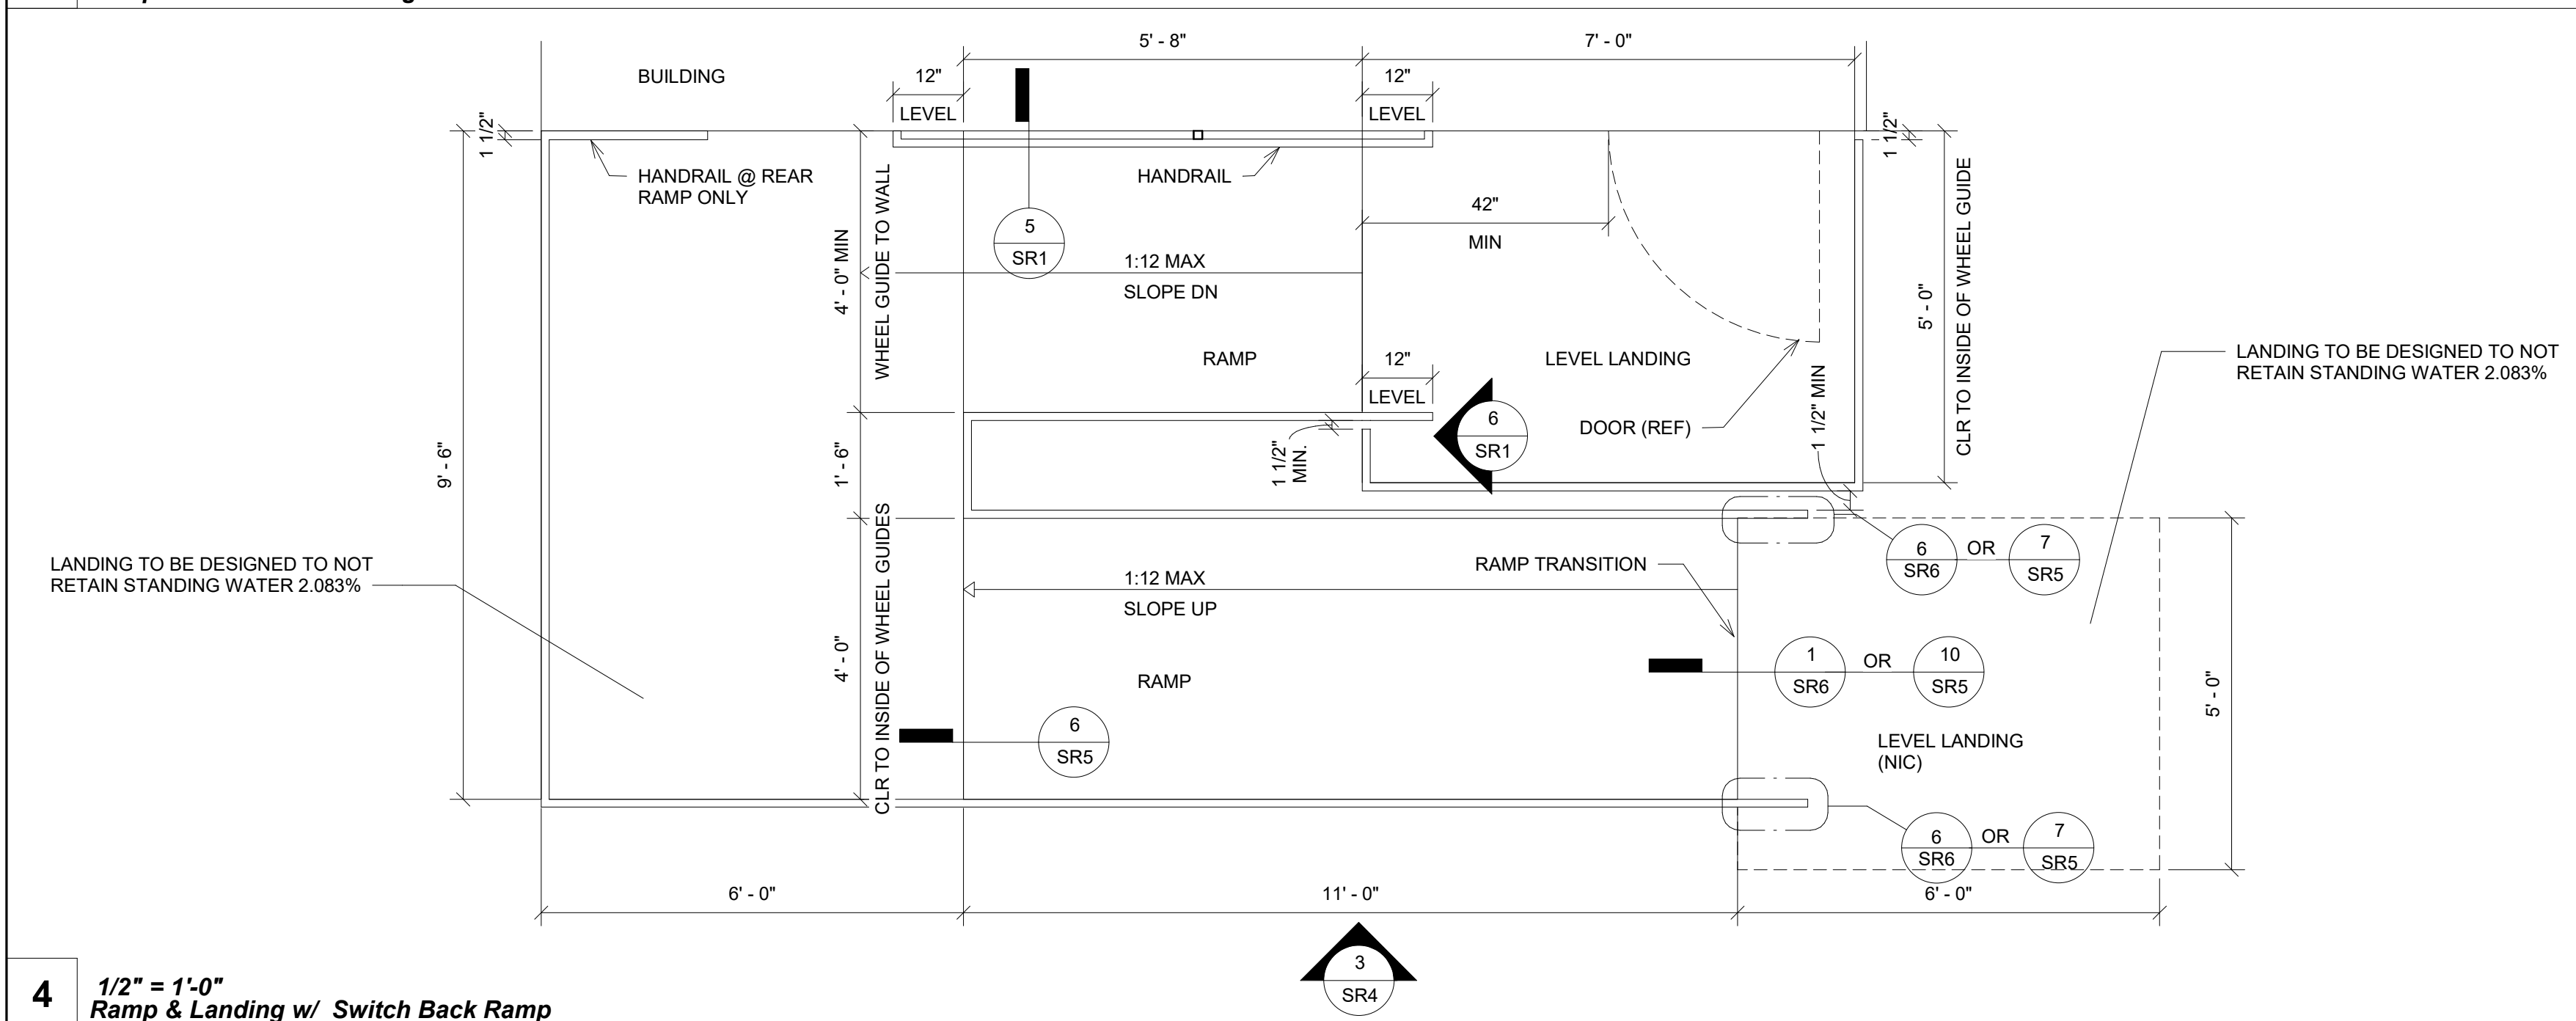 5' - 8"
7' - 0"
BUILDING
12"
LEVEL
12"
LEVEL
1 1/2"
1 1/2"
HANDRAIL @ REAR
RAMP ONLY
HANDRAIL
WHEEL GUIDE TO WALL
4' - 0" MIN
5
SR1
42"
MIN
1:12 MAX
SLOPE DN
RAMP
12"
LEVEL
LEVEL LANDING
5' - 0"
CLR TO INSIDE OF WHEEL GUIDE
LANDING TO BE DESIGNED TO NOT
RETAIN STANDING WATER 2.083%
DOOR (REF)
1 1/2" MIN
6
SR1
9' - 6"
1' - 6"
1 1/2"
MIN.
CLR TO INSIDE OF WHEEL GUIDES
4' - 0"
LANDING TO BE DESIGNED TO NOT
RETAIN STANDING WATER 2.083%
1:12 MAX
SLOPE UP
RAMP TRANSITION
6
SR6
OR
7
SR5
RAMP
1
SR6
OR
10
SR5
6
SR5
LEVEL LANDING
(NIC)
5' - 0"
6
SR6
OR
7
SR5
6' - 0"
11' - 0"
6' - 0"
3
SR4
4
1/2" = 1'-0"
Ramp & Landing w/ Switch Back Ramp